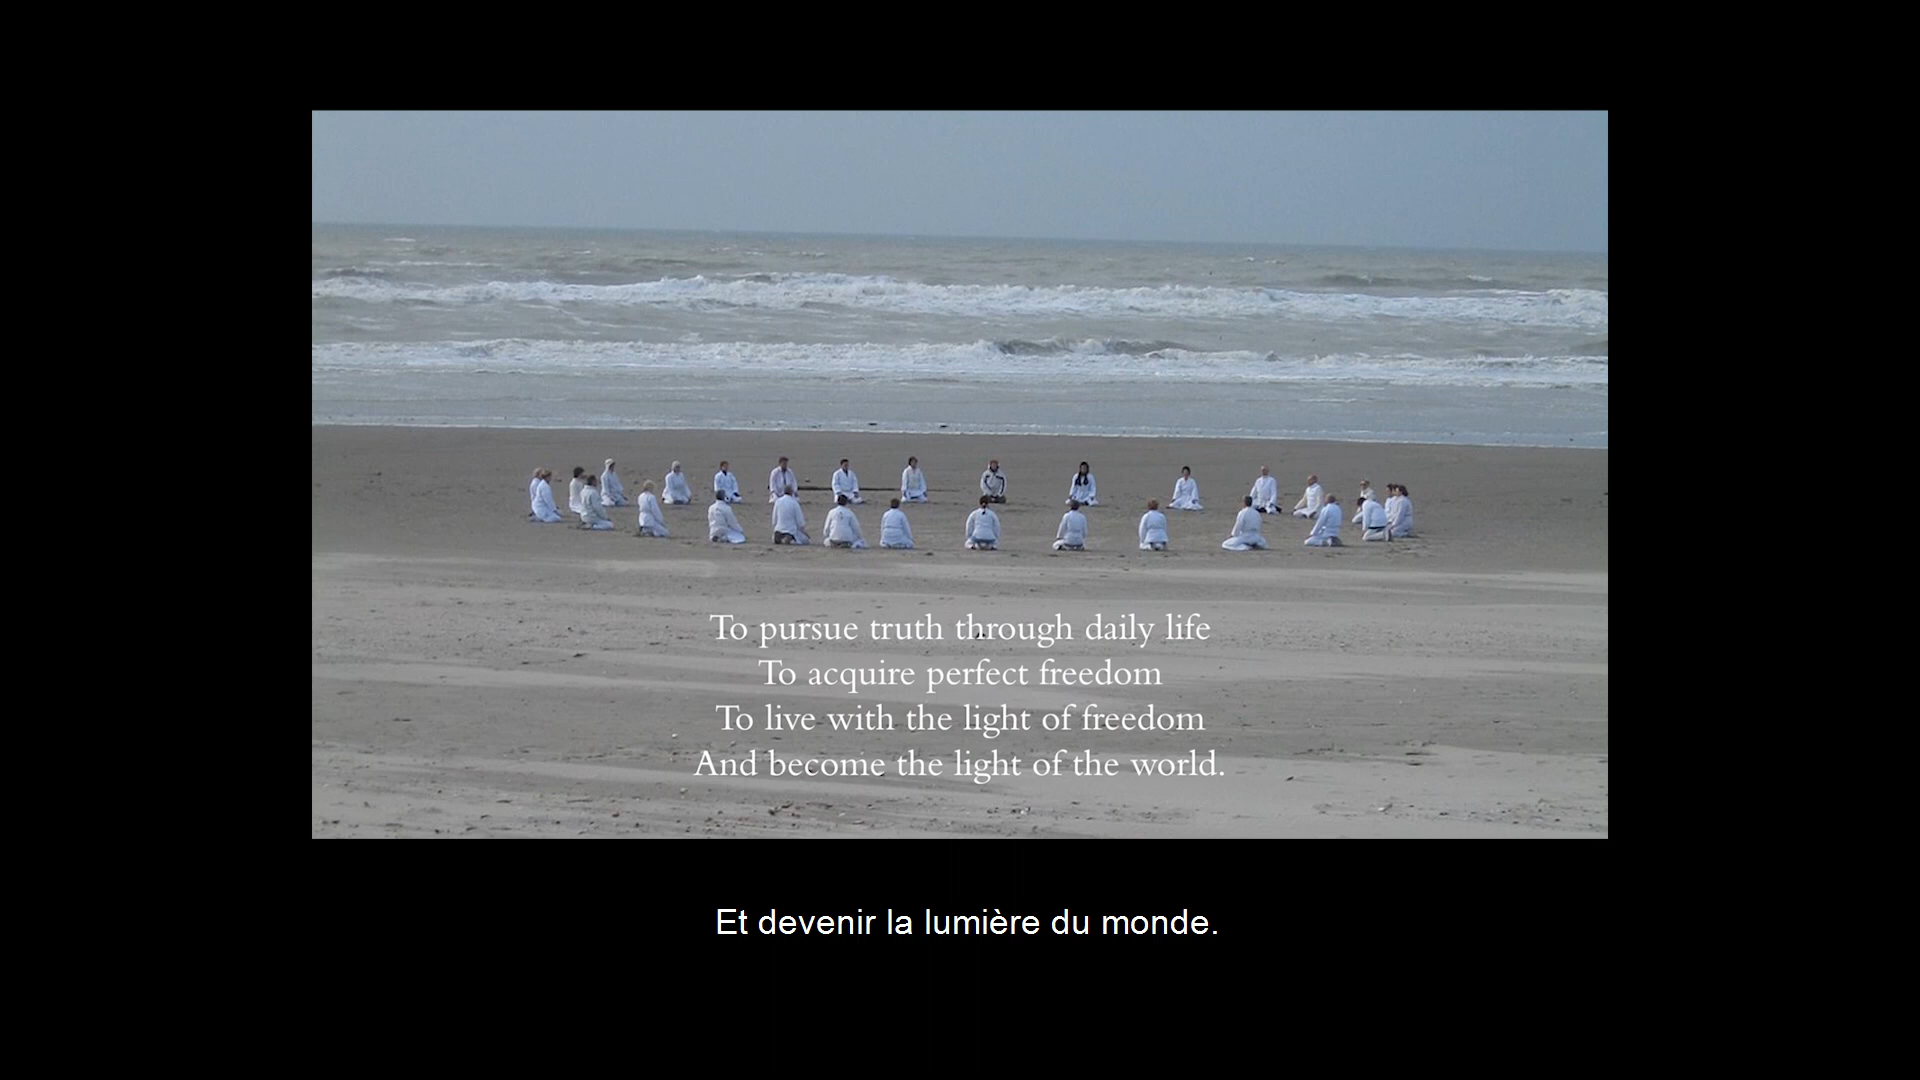 To pursue truth through daily life
To acquire perfect freedom
To live with the light of freedom
And become the light of the world.
Et devenir la lumière du monde.